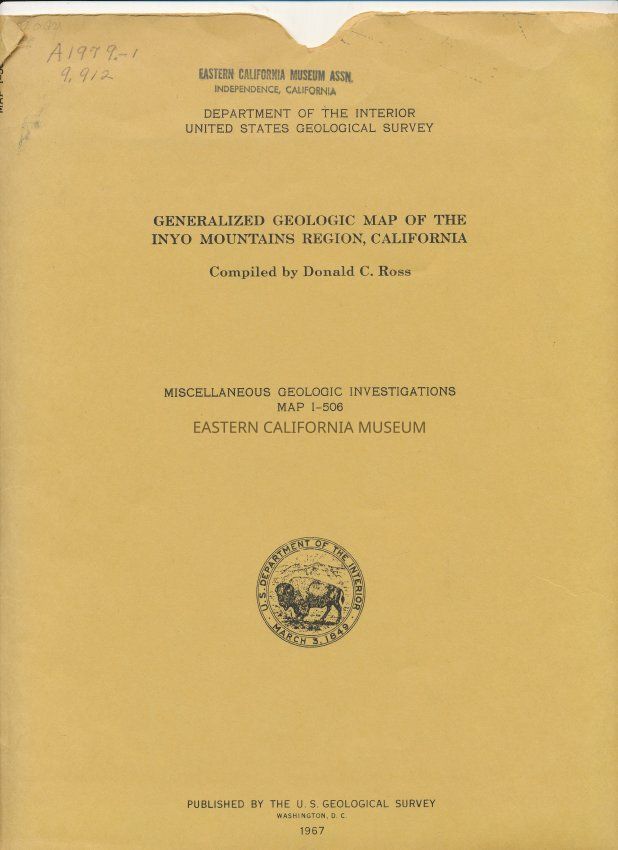 A1979-1
9,912
MAP I-50
EASTERN CALIFORNIA MUSEUM ASSN.
INDEPENDENCE, CALIFORNIA
DEPARTMENT OF THE INTERIOR
UNITED STATES GEOLOGICAL SURVEY
GENERALIZED GEOLOGIC MAP OF THE
INYO MOUNTAINS REGION, CALIFORNIA
Compiled by Donald C. Ross
MISCELLANEOUS GEOLOGIC INVESTIGATIONS
MAP I-506
EASTERN CALIFORNIA MUSEUM
U.S. DEPARTMENT OF THE INTERIOR
MARCH 3, 1849
PUBLISHED BY THE U. S. GEOLOGICAL SURVEY
WASHINGTON, D. C.
1967